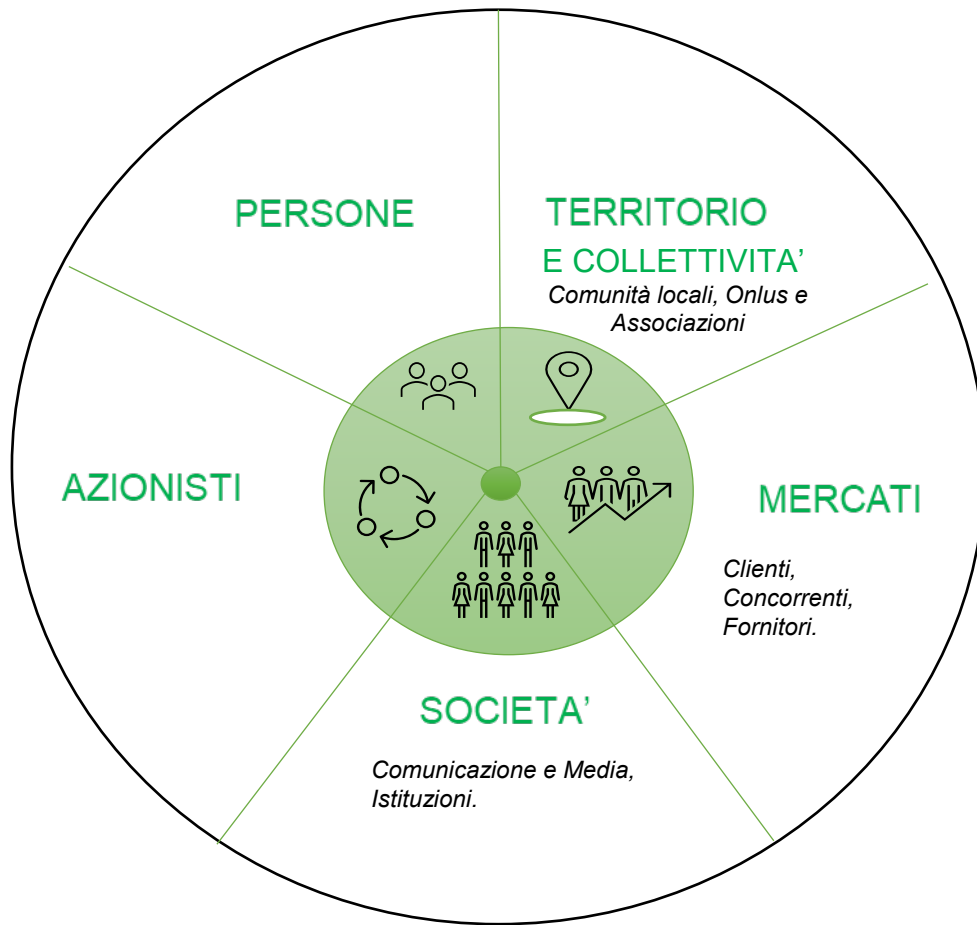 PERSONE
TERRITORIO
E COLLETTIVITA’
Comunità locali, Onlus e
Associazioni
AZIONISTI
MERCATI
Clienti,
Concorrenti,
Fornitori.
SOCIETA’
Comunicazione e Media,
Istituzioni.